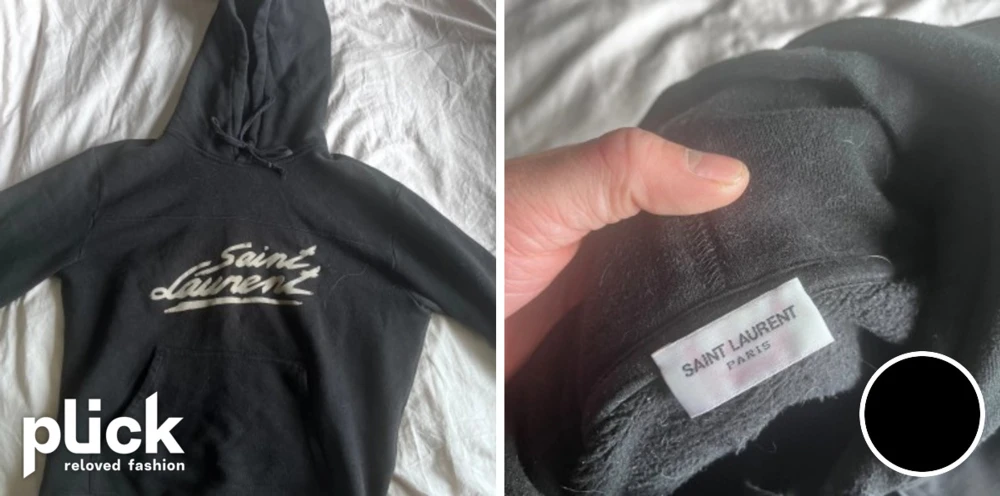 Saint
Laurent
plick
reloved fashion
SAINT LAURENT
PARIS